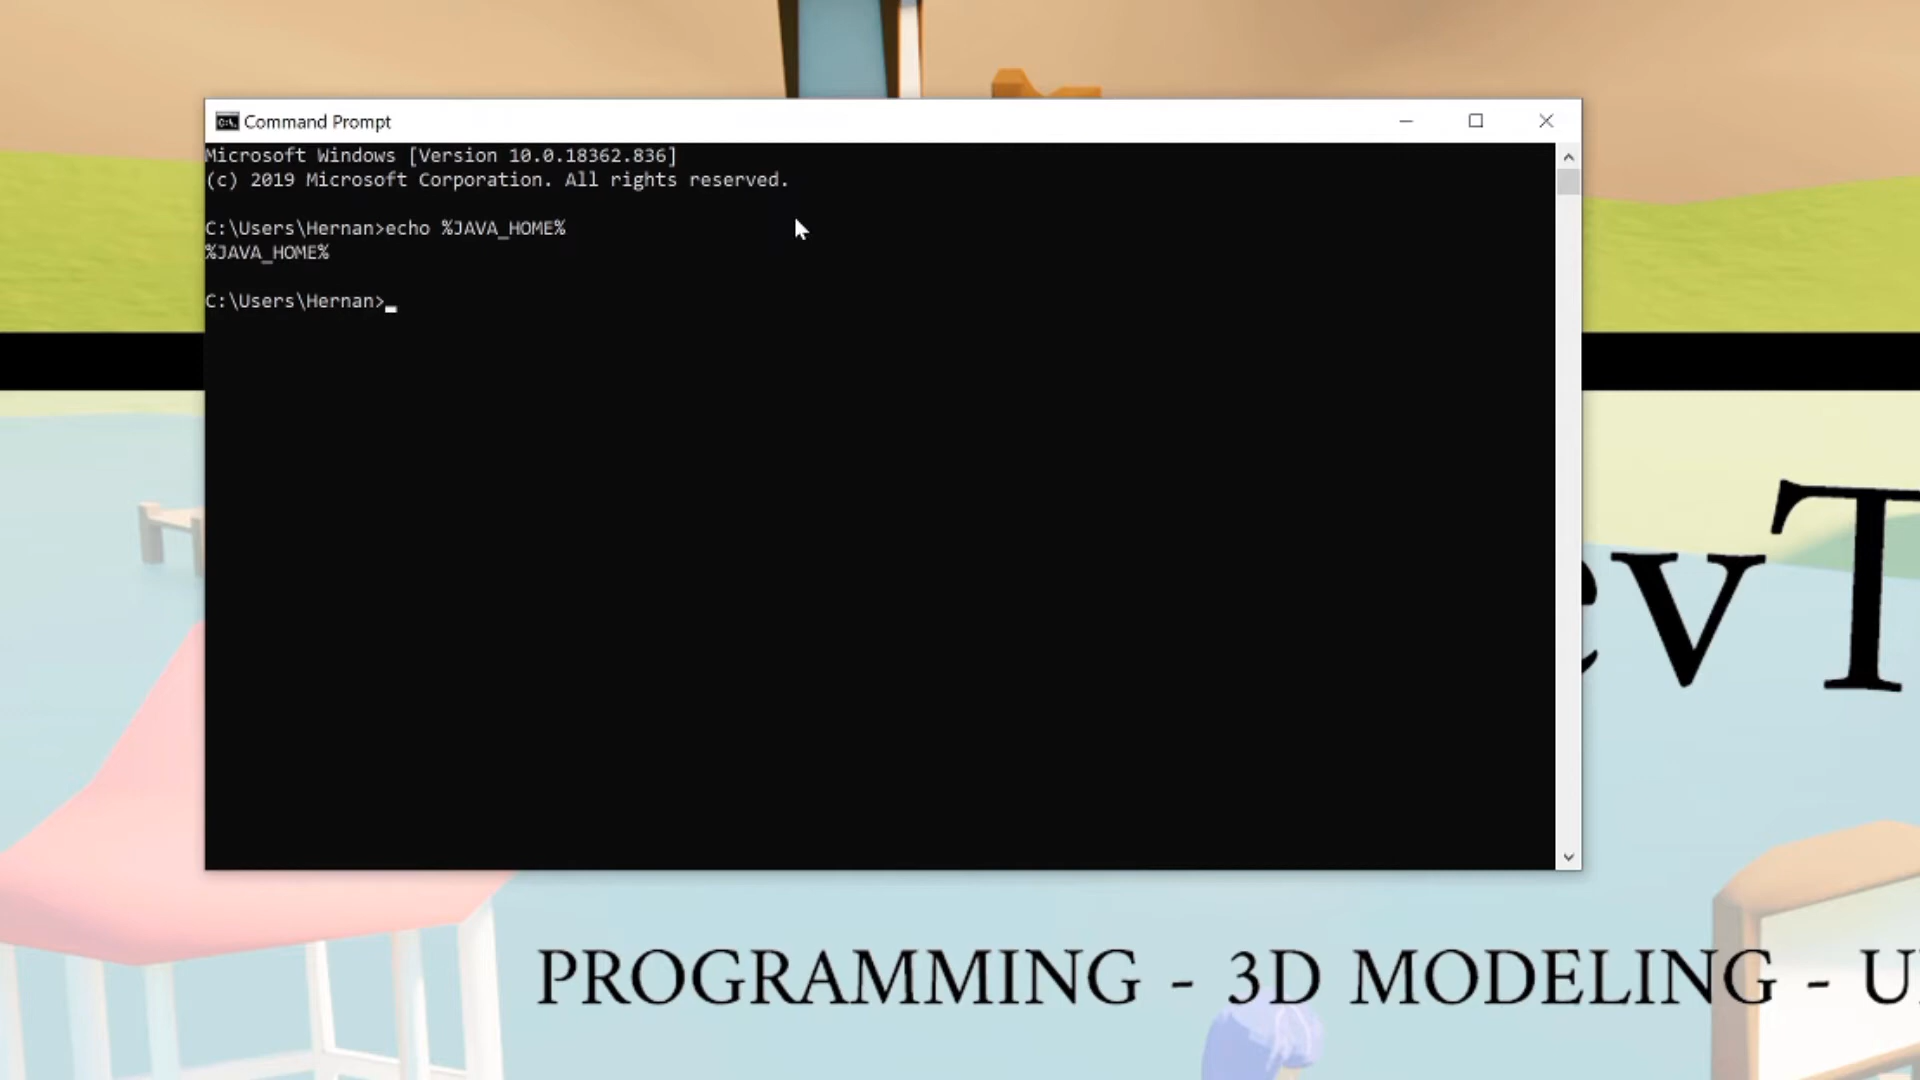 Command Prompt
Microsoft Windows [Version 10.0.18362.836]
(c) 2019 Microsoft Corporation. All rights reserved.
C:\Users\Hernan>echo %JAVA_HOME%
%JAVA_HOME%
C:\Users\Hernan>
evT
PROGRAMMING - 3D MODELING - U